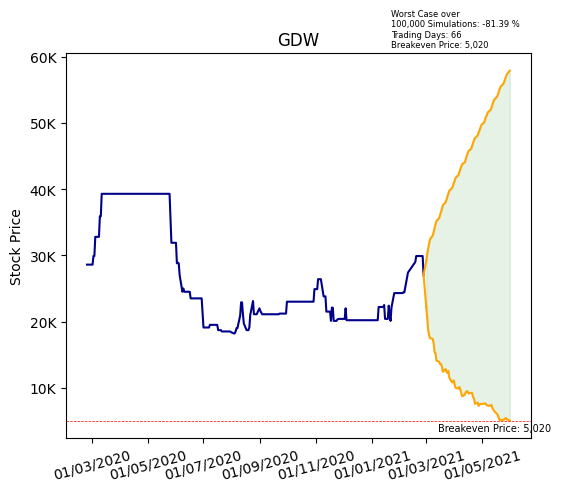 Worst Case over
100,000 Simulations: -81.39 %
Trading Days: 66
Breakeven Price: 5,020
GDW
60K
50K
40K
30K
20K
10K
Stock Price
Breakeven Price: 5,020
01/03/2020
01/05/2020
01/07/2020
01/09/2020
01/11/2020
01/01/2021
01/03/2021
01/05/2021